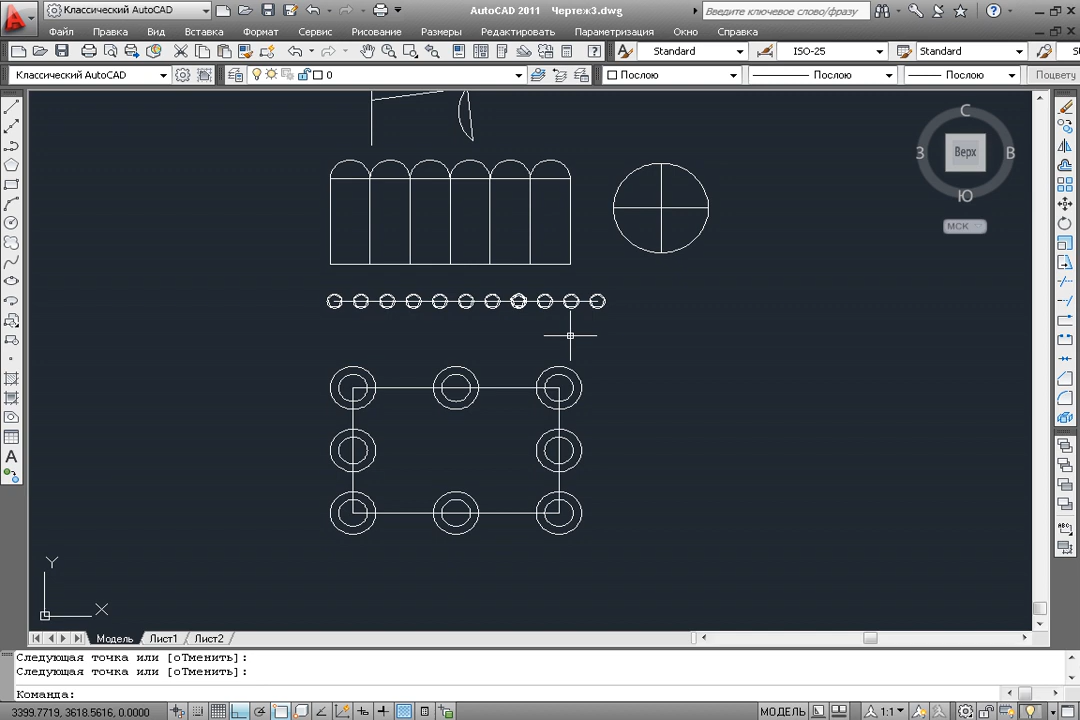 Классический AutoCAD
AutoCAD 2011 Чертеж3.dwg
Введите ключевое слово/фразу
Файл Правка Вид Вставка Формат Сервис Рисование Размеры Редактировать Параметризация Окно Справка
Standard ISO-25 Standard
Классический AutoCAD 0 Послою Послою Послою Поцвету
С
З Верх В
Ю
МСК
Y
X
Модель Лист1 Лист2
Следующая точка или [оТменить]:
Следующая точка или [оТменить]:
Команда:
3399.7719, 3618.5616, 0.0000 МОДЕЛЬ 1:1